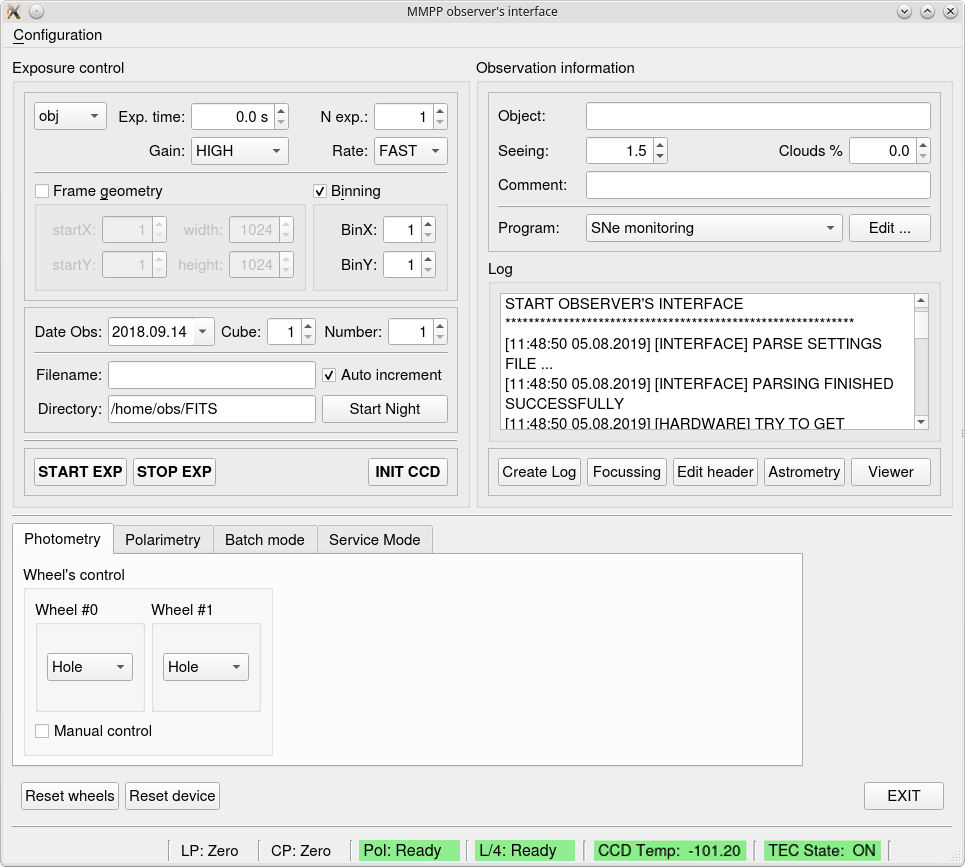 MMPP observer's interface
Configuration
Exposure control
obj Exp. time: 0.0 s N exp.: 1
Gain: HIGH Rate: FAST
Frame geometry Binning
startX: 1 width: 1024 BinX: 1
startY: 1 height: 1024 BinY: 1
Date Obs: 2018.09.14 Cube: 1 Number: 1
Filename: Auto increment
Directory: /home/obs/FITS Start Night
START EXP STOP EXP INIT CCD
Observation information
Object:
Seeing: 1.5 Clouds % 0.0
Comment:
Program: SNe monitoring Edit ...
Log
START OBSERVER'S INTERFACE
************************************************************
[11:48:50 05.08.2019] [INTERFACE] PARSE SETTINGS
FILE ...
[11:48:50 05.08.2019] [INTERFACE] PARSING FINISHED
SUCCESSFULLY
[11:48:50 05.08.2019] [HARDWARE] TRY TO GET
Create Log Focussing Edit header Astrometry Viewer
Photometry Polarimetry Batch mode Service Mode
Wheel's control
Wheel #0 Wheel #1
Hole Hole
Manual control
Reset wheels Reset device EXIT
LP: Zero CP: Zero Pol: Ready L/4: Ready CCD Temp: -101.20 TEC State: ON